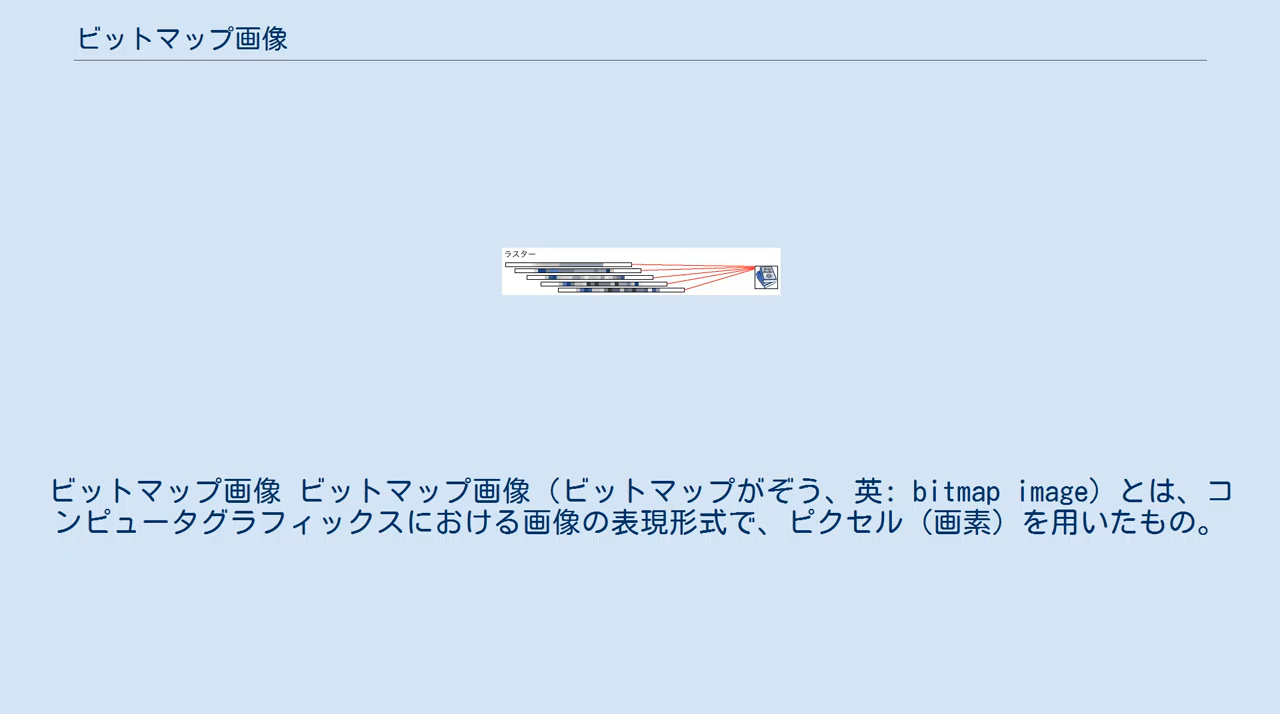 ビットマップ画像
ラスター
ビットマップ画像 ビットマップ画像（ビットマップがぞう、英: bitmap image）とは、コ
ンピュータグラフィックスにおける画像の表現形式で、ピクセル（画素）を用いたもの。